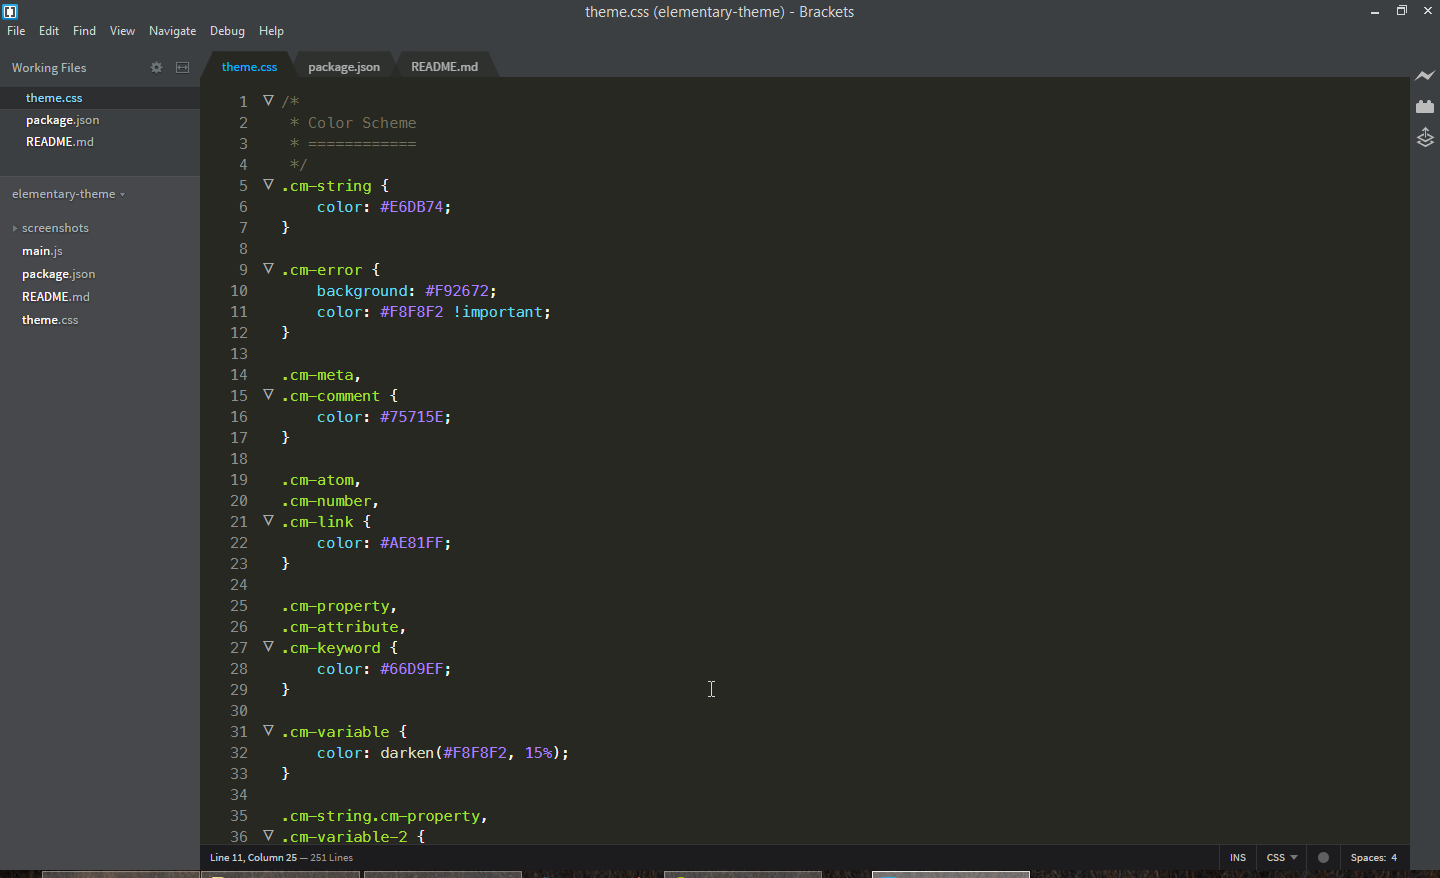 theme.css (elementary-theme) - Brackets
File Edit Find View Navigate Debug Help
Working Files
theme.css
package.json
README.md
elementary-theme
screenshots
main.js
package.json
README.md
theme.css
theme.css package.json README.md
1 /*
2 * Color Scheme
3 * ============
4 */
5 .cm-string {
6 color: #E6DB74;
7 }
8
9 .cm-error {
10 background: #F92672;
11 color: #F8F8F2 !important;
12 }
13
14 .cm-meta,
15 .cm-comment {
16 color: #75715E;
17 }
18
19 .cm-atom,
20 .cm-number,
21 .cm-link {
22 color: #AE81FF;
23 }
24
25 .cm-property,
26 .cm-attribute,
27 .cm-keyword {
28 color: #66D9EF;
29 }
30
31 .cm-variable {
32 color: darken(#F8F8F2, 15%);
33 }
34
35 .cm-string.cm-property,
36 .cm-variable-2 {
Line 11, Column 25 — 251 Lines INS CSS Spaces: 4